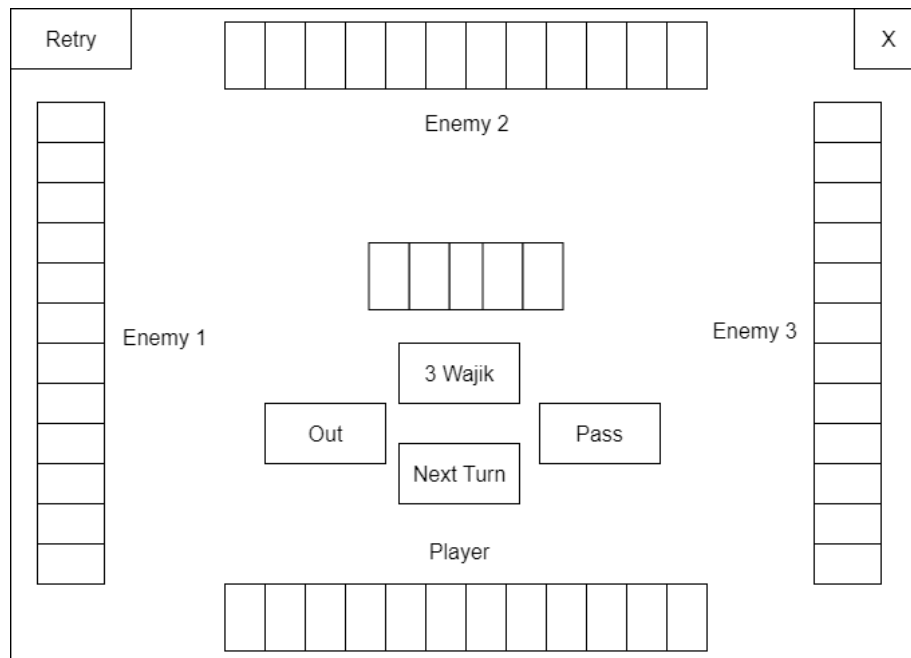 Retry
X
Enemy 2
Enemy 1
Enemy 3
3 Wajik
Out
Pass
Next Turn
Player